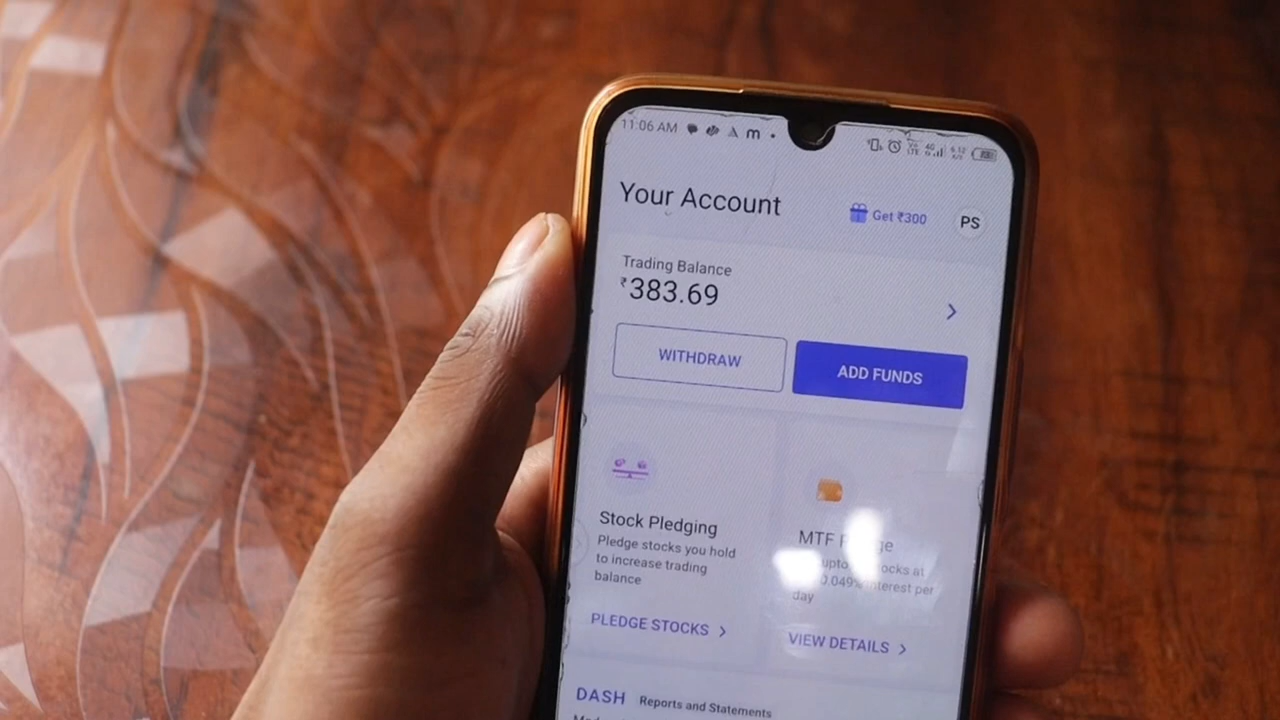 11:06 AM
Your Account
Get ₹300
PS
Trading Balance
₹383.69
WITHDRAW
ADD FUNDS
Stock Pledging
Pledge stocks you hold
to increase trading
balance
PLEDGE STOCKS
MTF
upto
at
0.049% interest per
day
VIEW DETAILS
DASH Reports and Statements